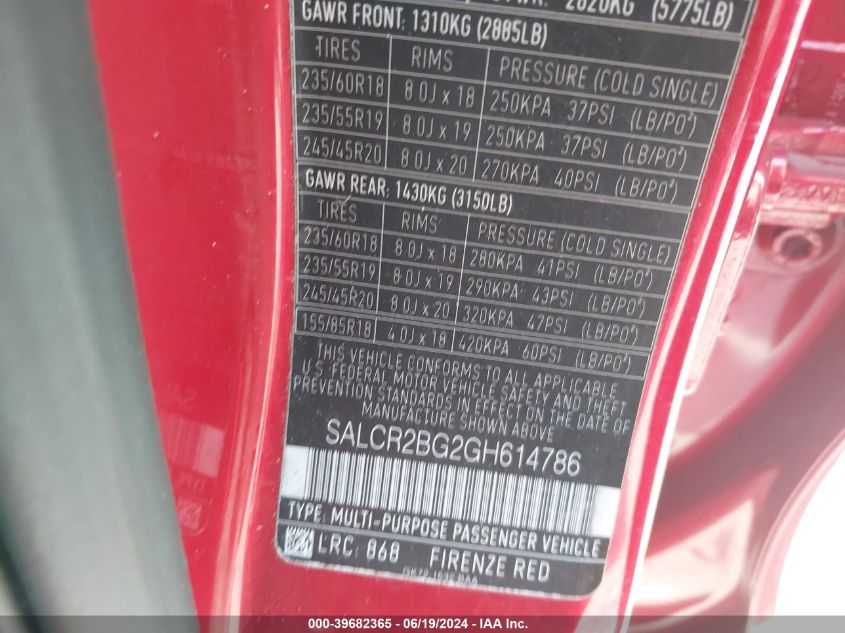 2820KG (5775LB)
GAWR FRONT: 1310KG (2885LB)
TIRES RIMS PRESSURE (COLD SINGLE)
235/60R18 8.0J x 18 250KPA 37PSI (LB/PO²)
235/55R19 8.0J x 19 250KPA 37PSI (LB/PO²)
245/45R20 8.0J x 20 270KPA 40PSI (LB/PO²)
GAWR REAR: 1430KG (3150LB)
TIRES RIMS PRESSURE (COLD SINGLE)
235/60R18 8.0J x 18 280KPA 41PSI (LB/PO²)
235/55R19 8.0J x 19 290KPA 43PSI (LB/PO²)
245/45R20 8.0J x 20 320KPA 47PSI (LB/PO²)
155/85R18 4.0J x 18 420KPA 60PSI (LB/PO²)
THIS VEHICLE CONFORMS TO ALL APPLICABLE
U.S. FEDERAL MOTOR VEHICLE SAFETY AND THEFT
PREVENTION STANDARDS IN EFFECT ON THE DATE OF
MANUFACTURE SHOWN ABOVE
SALCR2BG2GH614786
TYPE: MULTI-PURPOSE PASSENGER VEHICLE
LRC: 868 FIRENZE RED
000-39682365 - 06/19/2024 - IAA Inc.